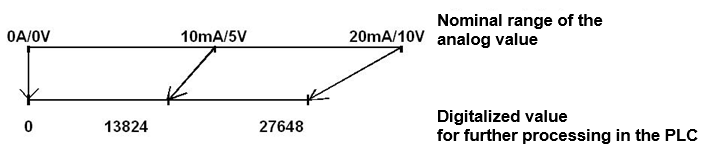 Nominal range of the
analog value
0A/0V 10mA/5V 20mA/10V
0 13824 27648
Digitalized value
for further processing in the PLC